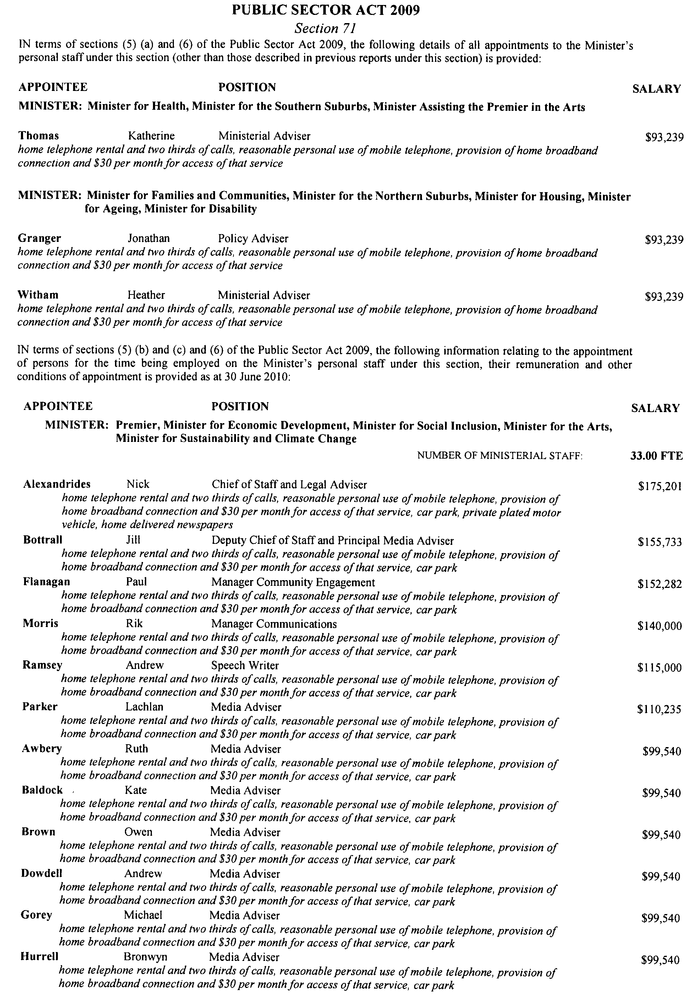 PUBLIC SECTOR ACT 2009
Section 71
IN terms of sections (5) (a) and (6) of the Public Sector Act 2009, the following details of all appointments to the Minister's
personal staff under this section (other than those described in previous reports under this section) is provided:
APPOINTEE POSITION SALARY
MINISTER: Minister for Health, Minister for the Southern Suburbs, Minister Assisting the Premier in the Arts
Thomas Katherine Ministerial Adviser $93,239
home telephone rental and two thirds of calls, reasonable personal use of mobile telephone, provision of home broadband
connection and $30 per month for access of that service
MINISTER: Minister for Families and Communities, Minister for the Northern Suburbs, Minister for Housing, Minister
for Ageing, Minister for Disability
Granger Jonathan Policy Adviser $93,239
home telephone rental and two thirds of calls, reasonable personal use of mobile telephone, provision of home broadband
connection and $30 per month for access of that service
Witham Heather Ministerial Adviser $93,239
home telephone rental and two thirds of calls, reasonable personal use of mobile telephone, provision of home broadband
connection and $30 per month for access of that service
IN terms of sections (5) (b) and (c) and (6) of the Public Sector Act 2009, the following information relating to the appointment
of persons for the time being employed on the Minister's personal staff under this section, their remuneration and other
conditions of appointment is provided as at 30 June 2010:
APPOINTEE POSITION SALARY
MINISTER: Premier, Minister for Economic Development, Minister for Social Inclusion, Minister for the Arts,
Minister for Sustainability and Climate Change
NUMBER OF MINISTERIAL STAFF: 33.00 FTE
Alexandrides Nick Chief of Staff and Legal Adviser $175,201
home telephone rental and two thirds of calls, reasonable personal use of mobile telephone, provision of
home broadband connection and $30 per month for access of that service, car park, private plated motor
vehicle, home delivered newspapers
Bottrall Jill Deputy Chief of Staff and Principal Media Adviser $155,733
home telephone rental and two thirds of calls, reasonable personal use of mobile telephone, provision of
home broadband connection and $30 per month for access of that service, car park
Flanagan Paul Manager Community Engagement $152,282
home telephone rental and two thirds of calls, reasonable personal use of mobile telephone, provision of
home broadband connection and $30 per month for access of that service, car park
Morris Rik Manager Communications $140,000
home telephone rental and two thirds of calls, reasonable personal use of mobile telephone, provision of
home broadband connection and $30 per month for access of that service, car park
Ramsey Andrew Speech Writer $115,000
home telephone rental and two thirds of calls, reasonable personal use of mobile telephone, provision of
home broadband connection and $30 per month for access of that service, car park
Parker Lachlan Media Adviser $110,235
home telephone rental and two thirds of calls, reasonable personal use of mobile telephone, provision of
home broadband connection and $30 per month for access of that service, car park
Awbery Ruth Media Adviser $99,540
home telephone rental and two thirds of calls, reasonable personal use of mobile telephone, provision of
home broadband connection and $30 per month for access of that service, car park
Baldock Kate Media Adviser $99,540
home telephone rental and two thirds of calls, reasonable personal use of mobile telephone, provision of
home broadband connection and $30 per month for access of that service, car park
Brown Owen Media Adviser $99,540
home telephone rental and two thirds of calls, reasonable personal use of mobile telephone, provision of
home broadband connection and $30 per month for access of that service, car park
Dowdell Andrew Media Adviser $99,540
home telephone rental and two thirds of calls, reasonable personal use of mobile telephone, provision of
home broadband connection and $30 per month for access of that service, car park
Gorey Michael Media Adviser $99,540
home telephone rental and two thirds of calls, reasonable personal use of mobile telephone, provision of
home broadband connection and $30 per month for access of that service, car park
Hurrell Bronwyn Media Adviser $99,540
home telephone rental and two thirds of calls, reasonable personal use of mobile telephone, provision of
home broadband connection and $30 per month for access of that service, car park